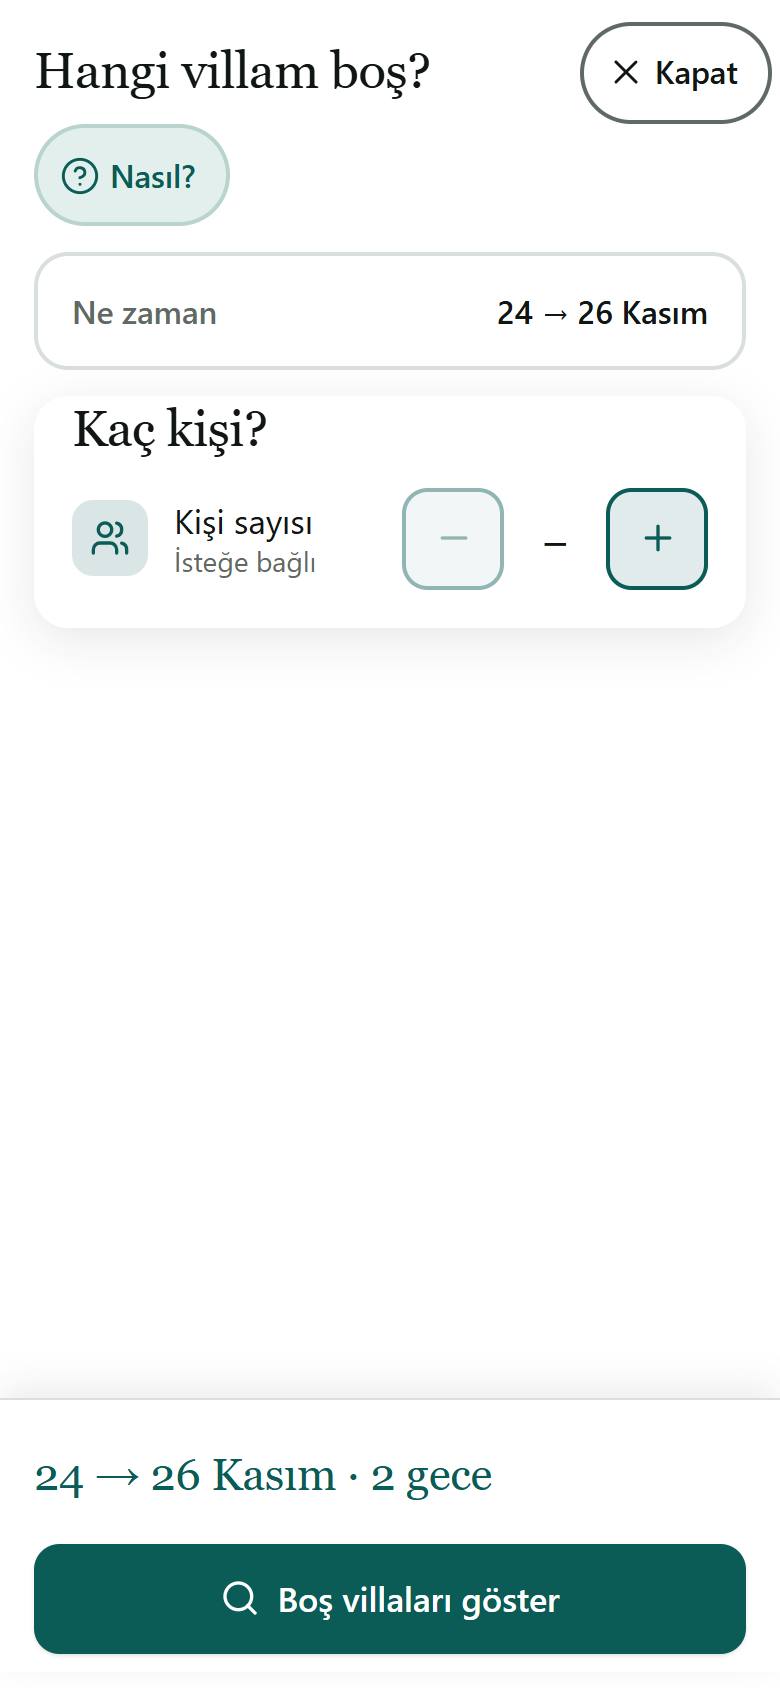 Hangi villam boş?
Kapat
Nasıl?
Ne zaman 24 → 26 Kasım
Kaç kişi?
Kişi sayısı
İsteğe bağlı
–
24 → 26 Kasım · 2 gece
Boş villaları göster